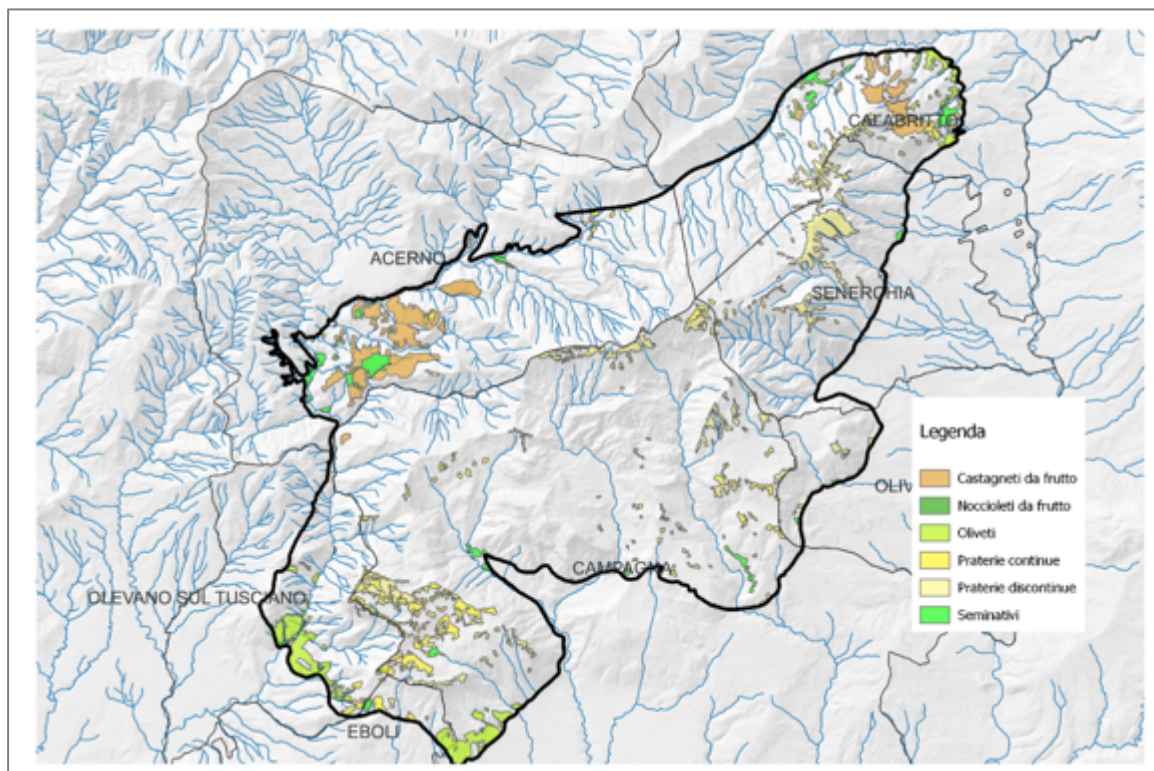 CALABRITTO
ACERNO
SENERCHIA
Legenda
Castagneti da frutto
Noccioleti da frutto
OLIV
Oliveti
Praterie continue
CAMPAGNA
Praterie discontinue
OLEVANO SUL TUSCIANO
Seminativi
EBOLI